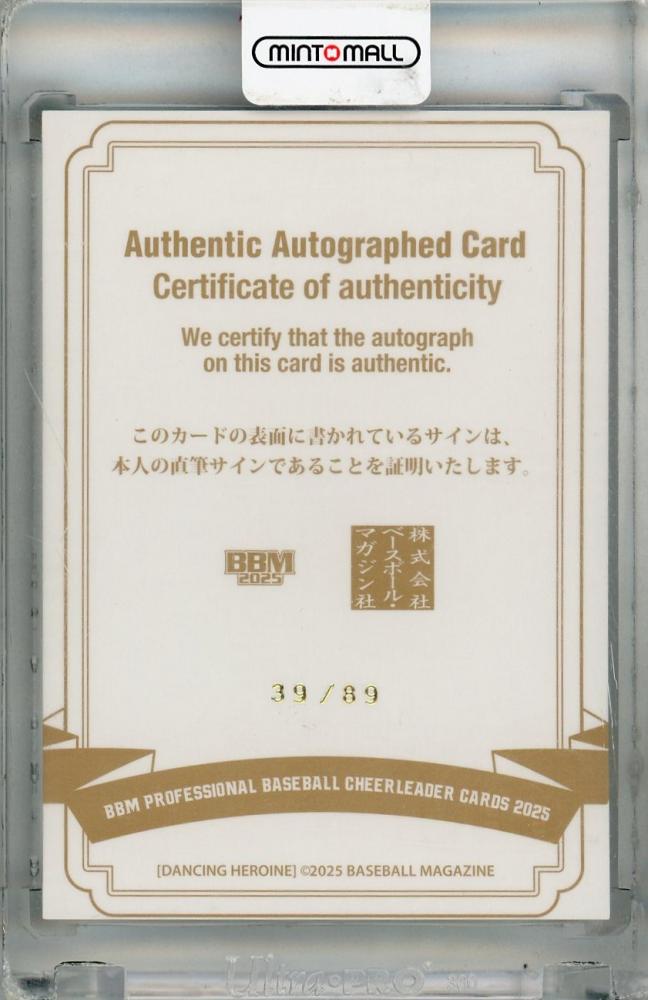 MINT MALL
Authentic Autographed Card
Certificate of authenticity
We certify that the autograph
on this card is authentic.
このカードの表面に書かれているサインは、
本人の直筆サインであることを証明いたします。
BBM
2025
株式会社
ベースボール・
マガジン社
39/89
BBM PROFESSIONAL BASEBALL CHEERLEADER CARDS 2025
[DANCING HEROINE] ©2025 BASEBALL MAGAZINE
Ultra·PRO